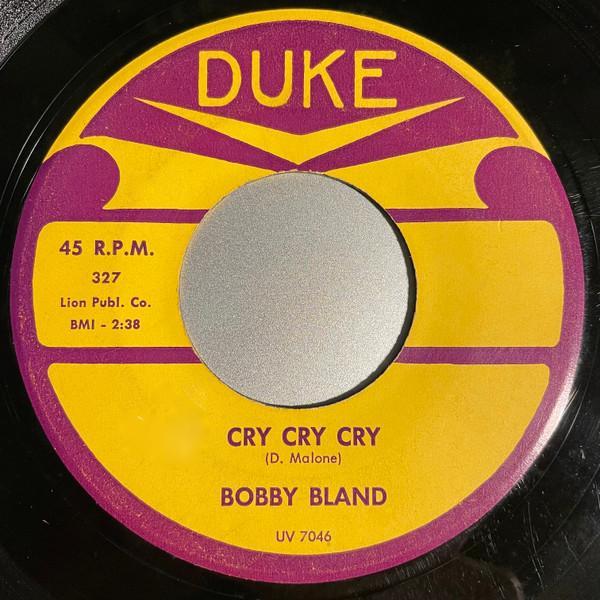 DUKE
45 R.P.M.
327
Lion Publ. Co.
BMI - 2:38
CRY CRY CRY
(D. Malone)
BOBBY BLAND
UV 7046